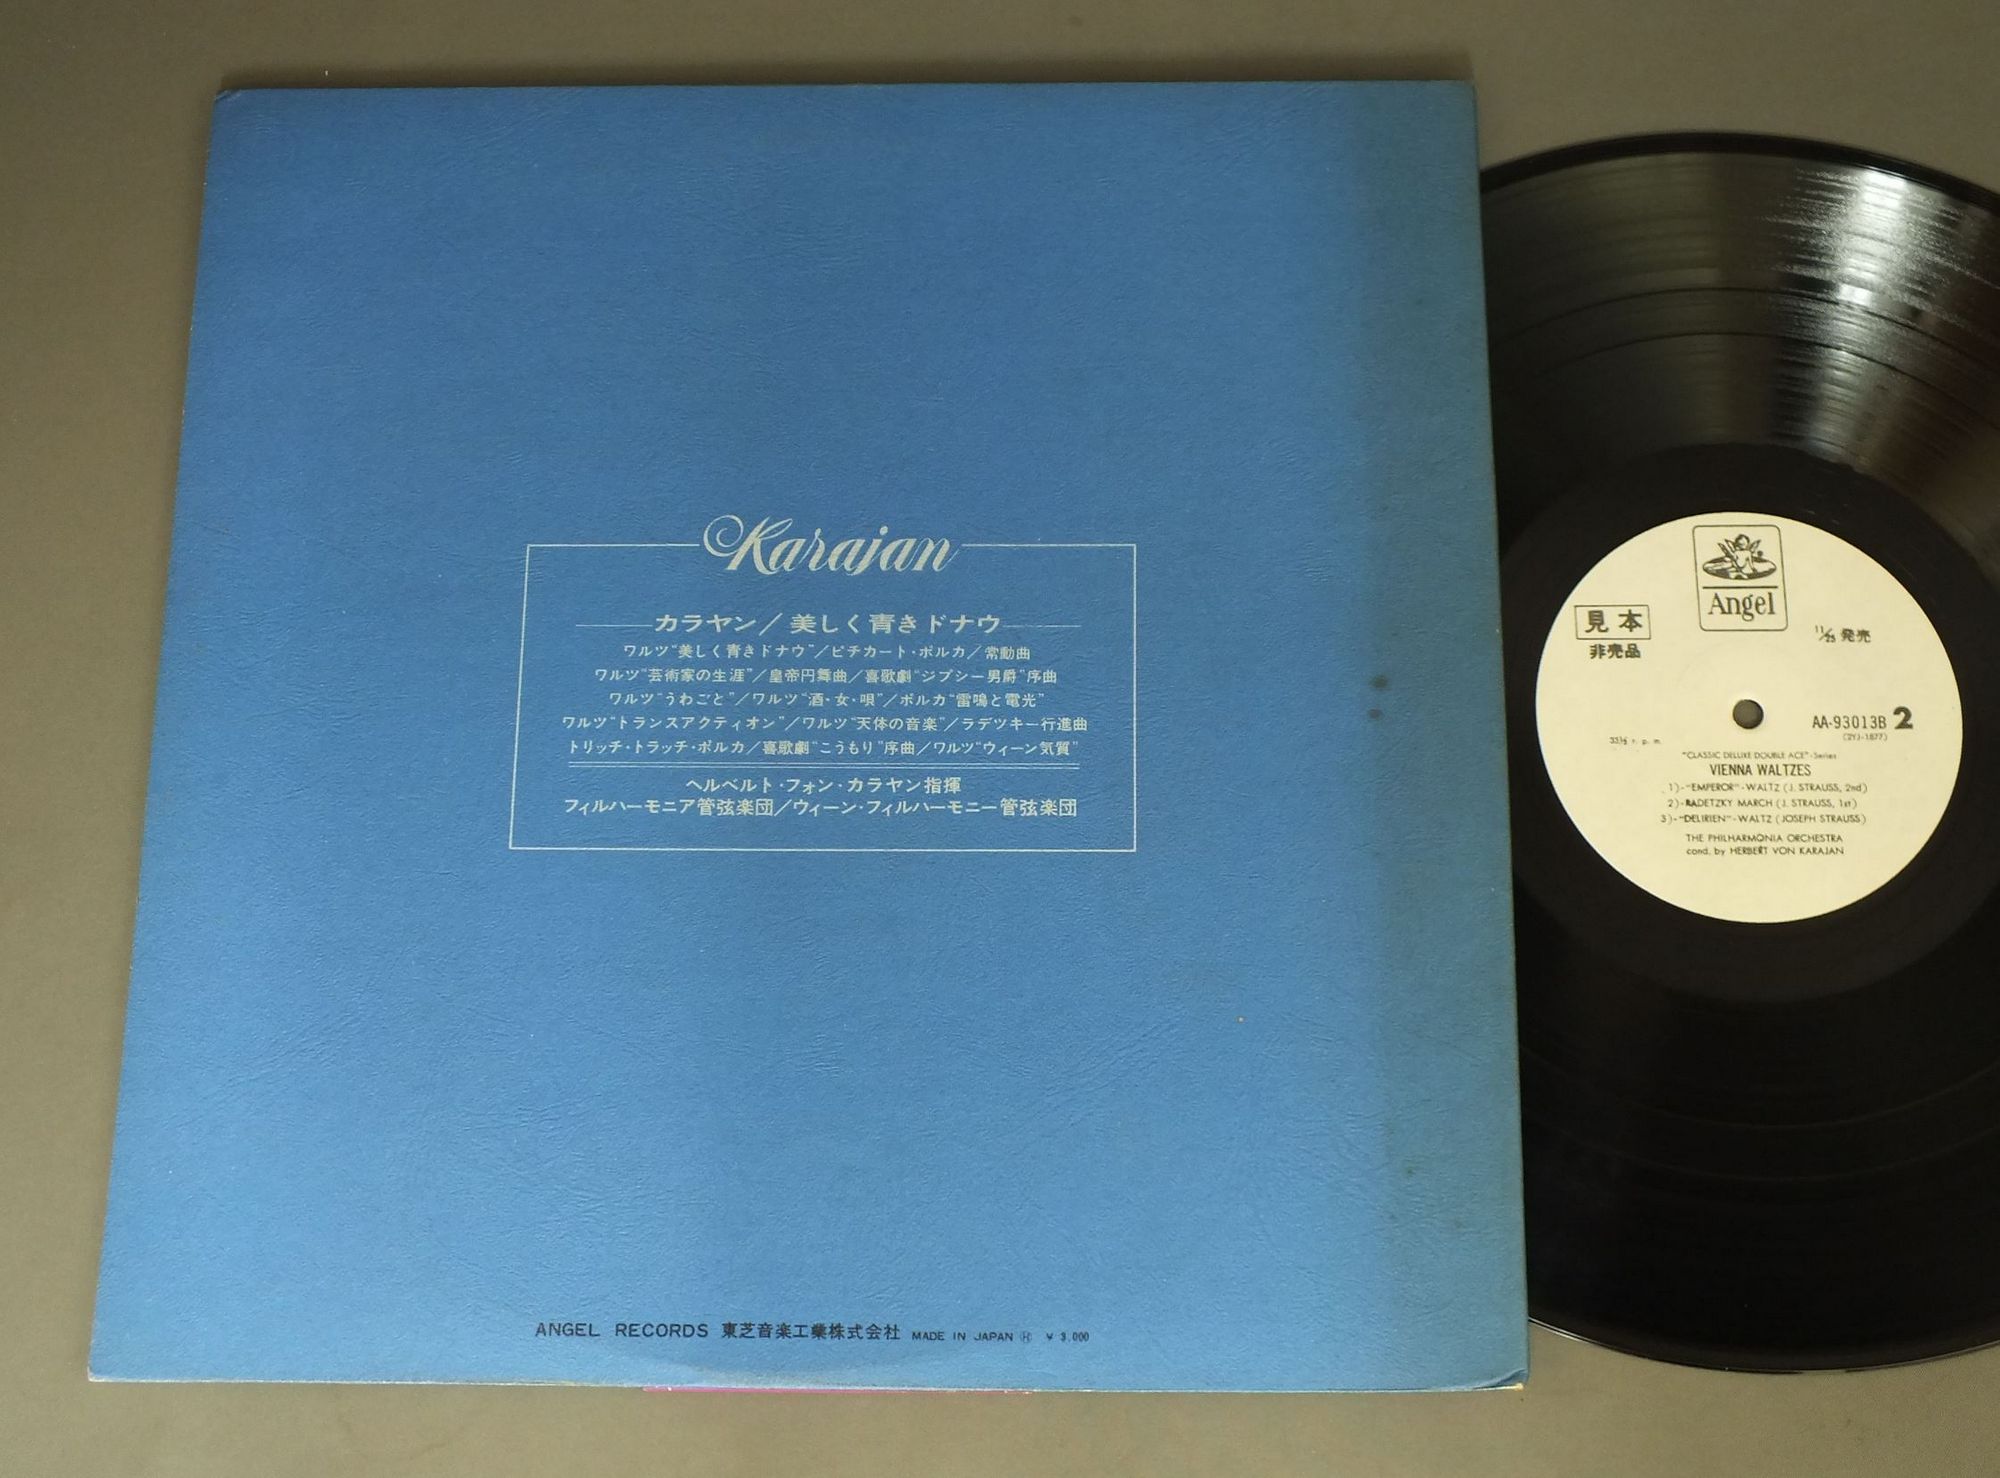 Karajan
カラヤン/美しく青きドナウ
ワルツ"美しく青きドナウ"/ピチカート・ポルカ/常動曲
ワルツ"芸術家の生涯"/皇帝円舞曲/喜歌劇"ジプシー男爵"序曲
ワルツ"うわごと"/ワルツ"酒・女・唄"/ポルカ"雷鳴と電光"
ワルツ"トランスアクティオン"/ワルツ"天体の音楽"/ラデツキー行進曲
トリッチ・トラッチ・ポルカ/喜歌劇"こうもり"序曲/ワルツ"ウィーン気質"
ヘルベルト・フォン・カラヤン指揮
フィルハーモニア管弦楽団/ウィーン・フィルハーモニー管弦楽団
ANGEL RECORDS 東芝音楽工業株式会社 MADE IN JAPAN Ⓗ ¥ 3,000
Angel
見本
非売品
11/25 発売
AA-93013B 2
(2YJ-1877)
33⅓ r. p. m.
"CLASSIC DELUXE DOUBLE ACE"-Series
VIENNA WALTZES
1)-"EMPEROR"-WALTZ (J. STRAUSS, 2nd)
2)-RADETZKY MARCH (J. STRAUSS, 1st)
3)-"DELIRIEN"-WALTZ (JOSEPH STRAUSS)
THE PHILHARMONIA ORCHESTRA
cond. by HERBERT VON KARAJAN